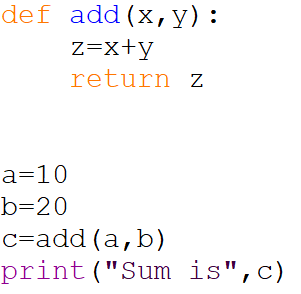 def add(x,y):
    z=x+y
    return z

a=10
b=20
c=add(a,b)
print("Sum is",c)